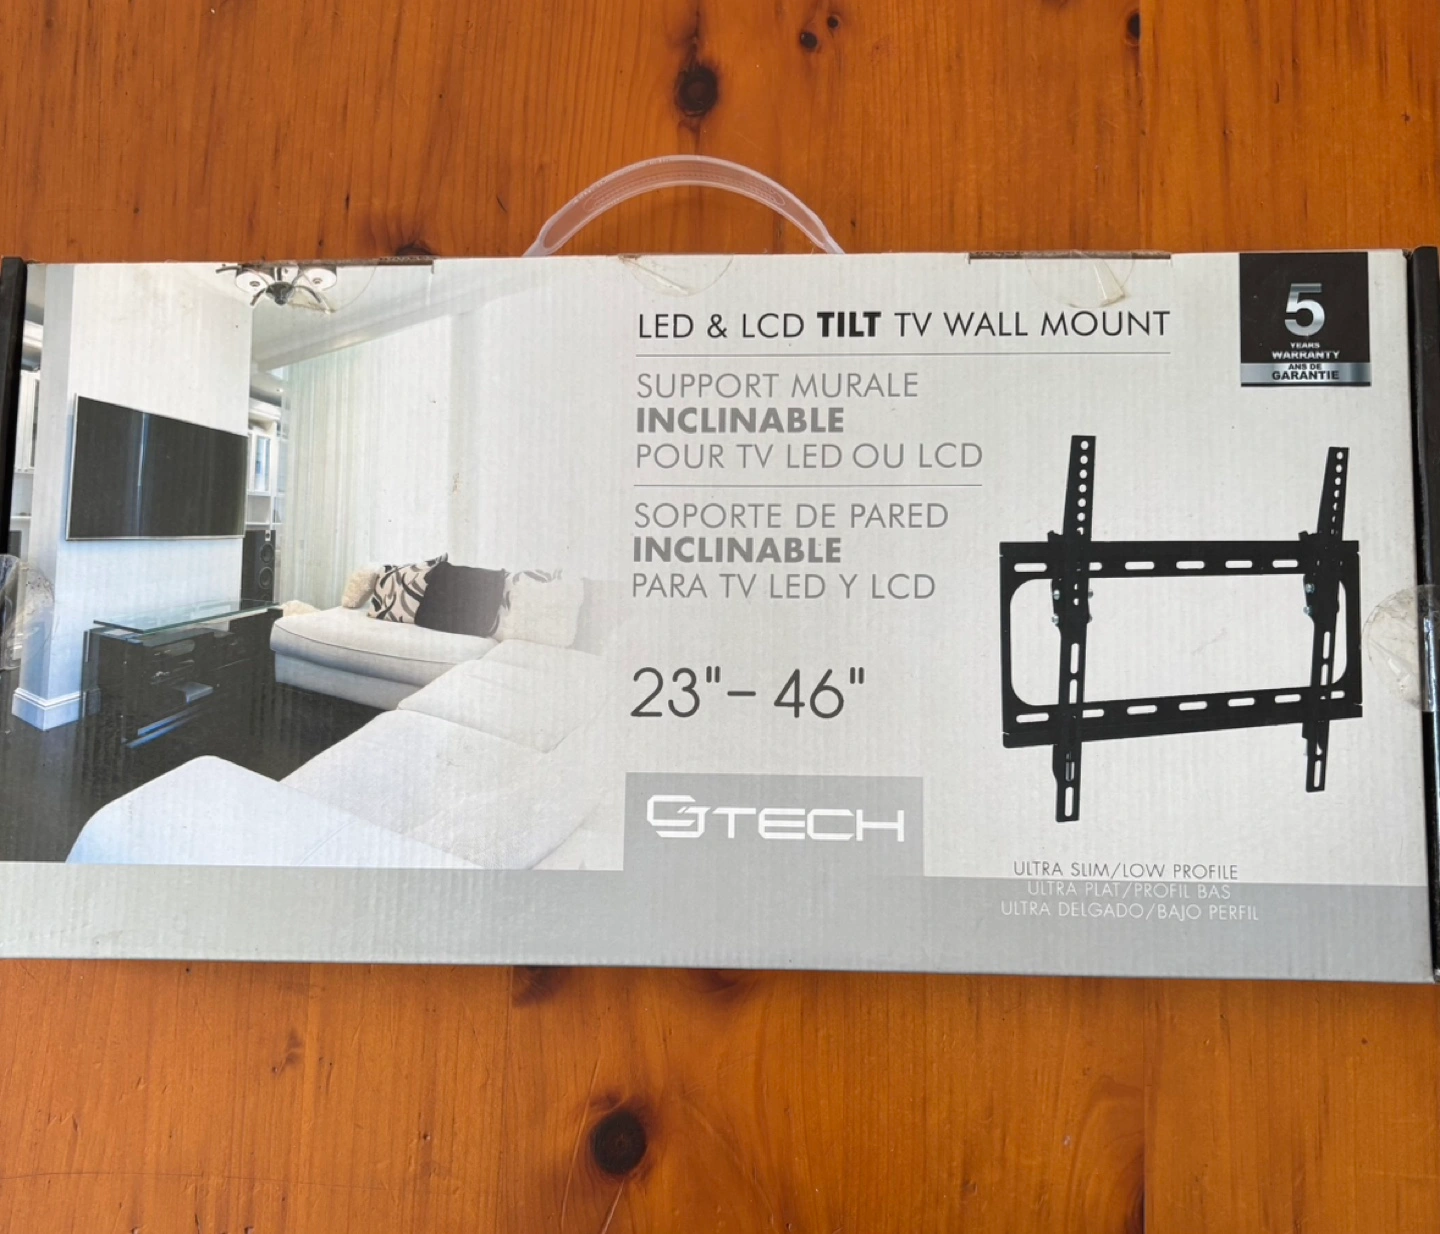 LED & LCD TILT TV WALL MOUNT
SUPPORT MURALE
INCLINABLE
POUR TV LED OU LCD
SOPORTE DE PARED
INCLINABLE
PARA TV LED Y LCD
23"– 46"
GTECH
5
YEARS
WARRANTY
ANS DE
GARANTIE
ULTRA SLIM/LOW PROFILE
ULTRA PLAT/PROFIL BAS
ULTRA DELGADO/BAJO PERFIL